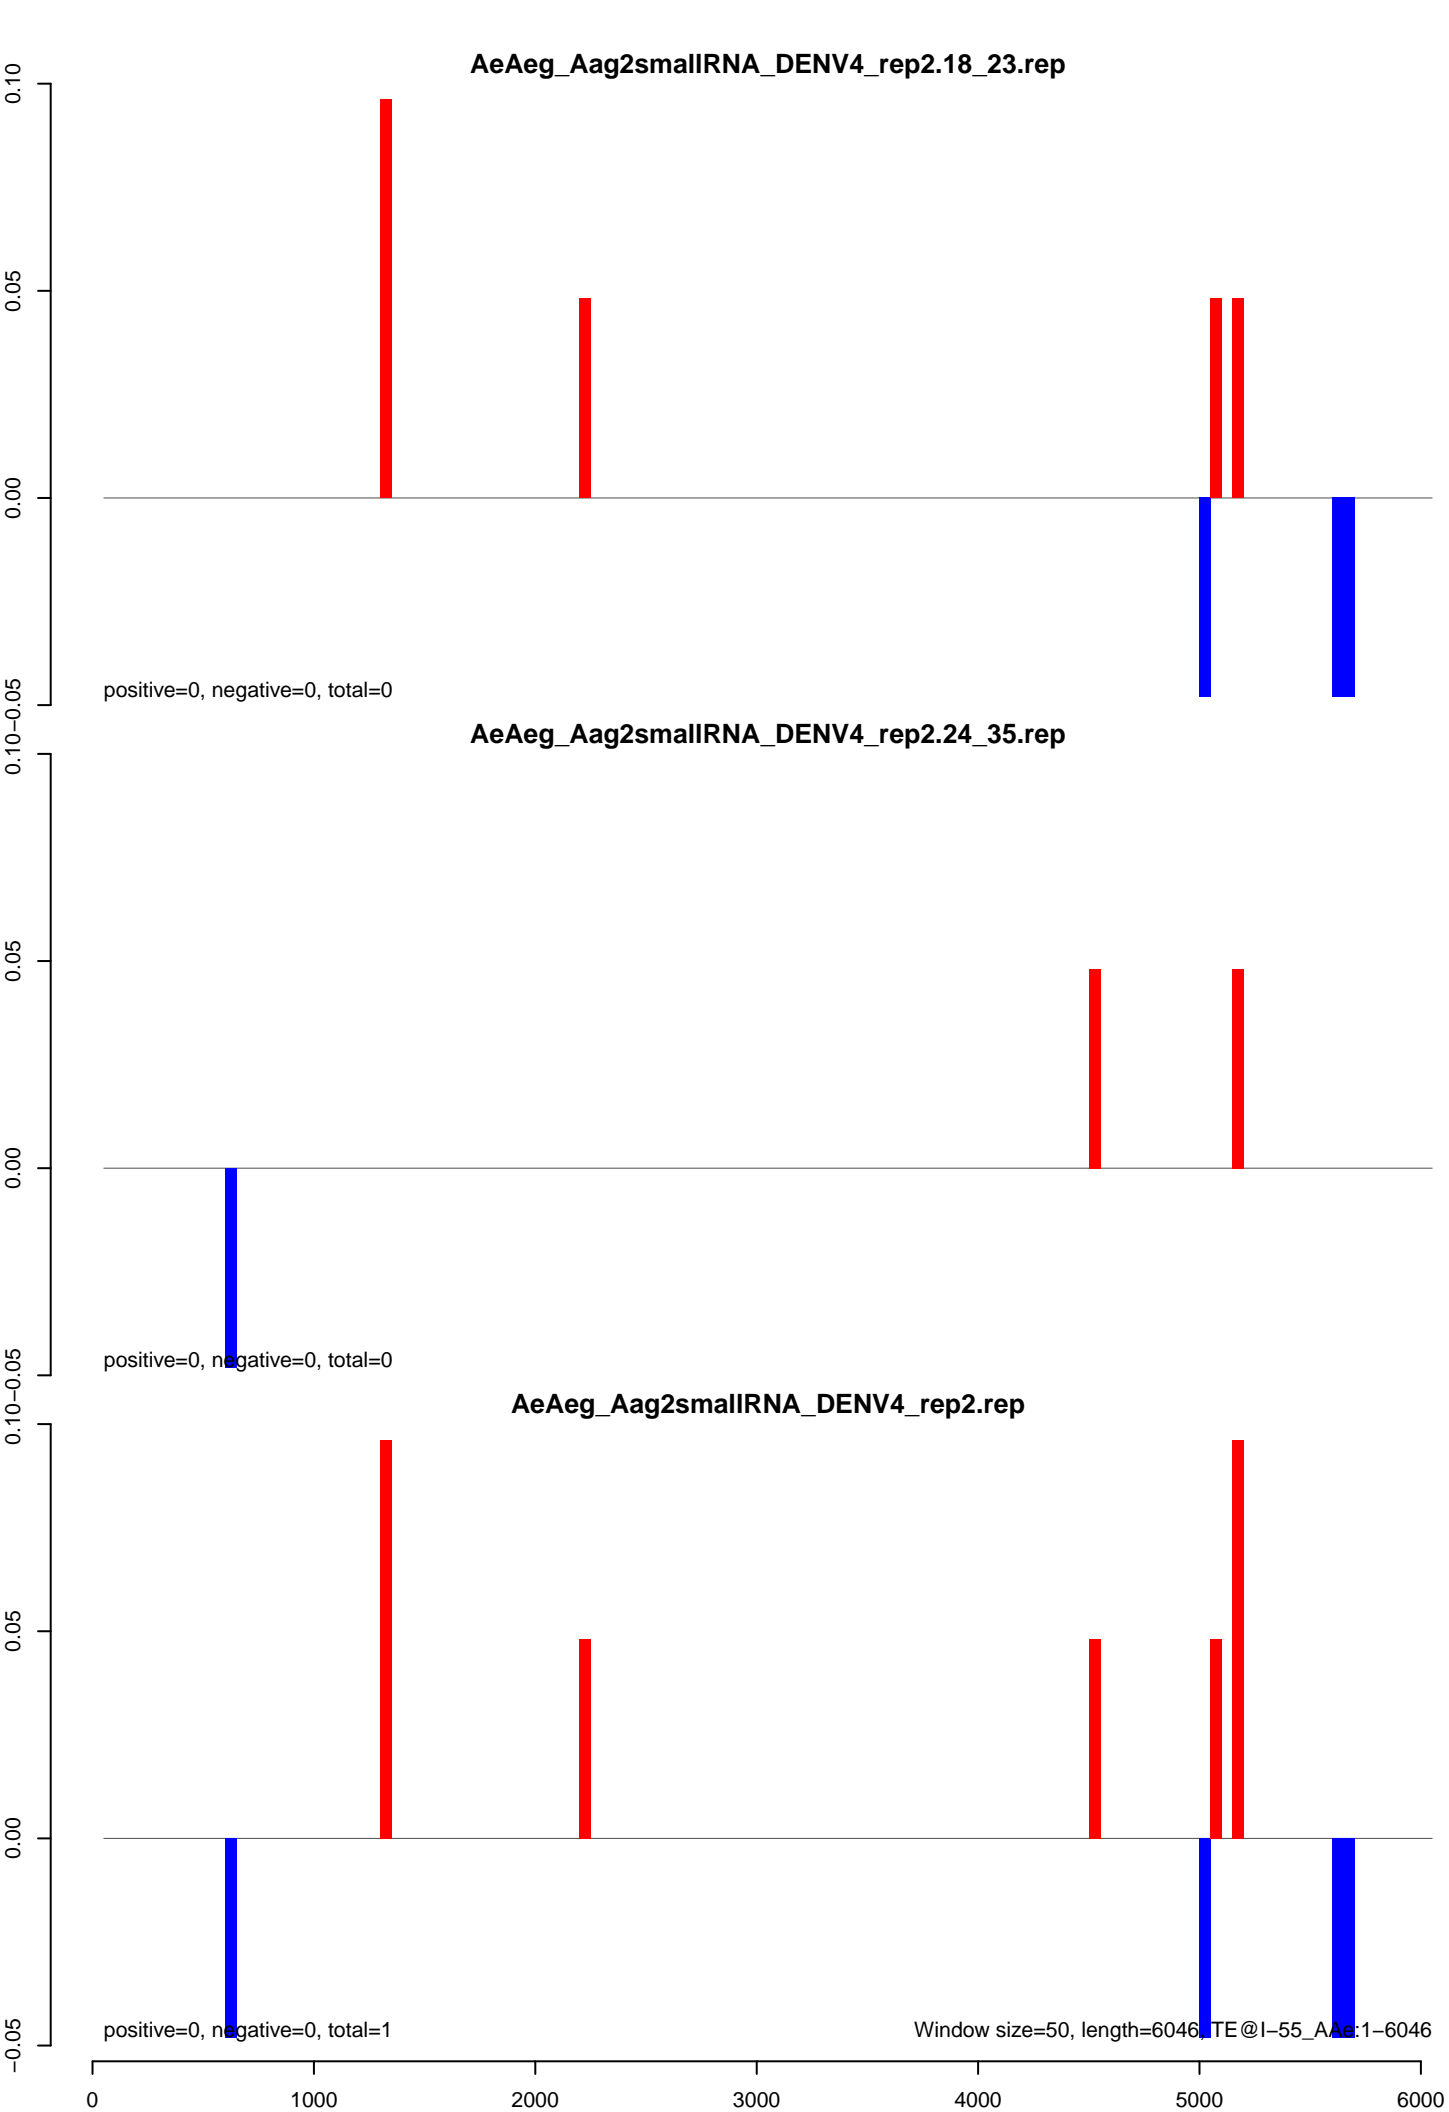 AeAeg_Aag2smallRNA_DENV4_rep2.18_23.rep
0.10
0.05
0.00
−0.05
positive=0, negative=0, total=0
AeAeg_Aag2smallRNA_DENV4_rep2.24_35.rep
0.10
0.05
0.00
−0.05
positive=0, negative=0, total=0
AeAeg_Aag2smallRNA_DENV4_rep2.rep
0.10
0.05
0.00
−0.05
positive=0, negative=0, total=1
Window size=50, length=6046, TE@I−55_AAe:1−6046
0 1000 2000 3000 4000 5000 6000